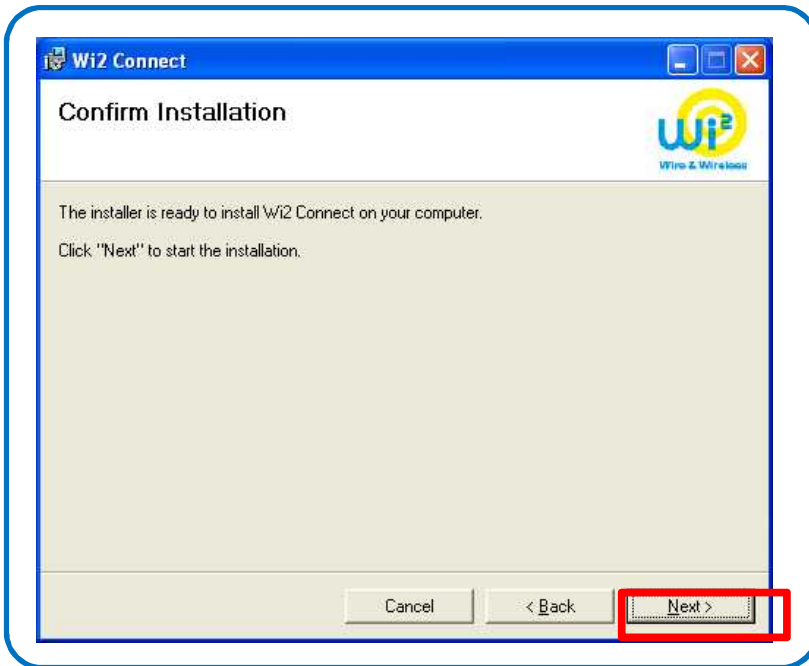 Wi2 Connect
Confirm Installation
Wi²
Wire & Wireless
The installer is ready to install Wi2 Connect on your computer.
Click "Next" to start the installation.
Cancel
< Back
Next >